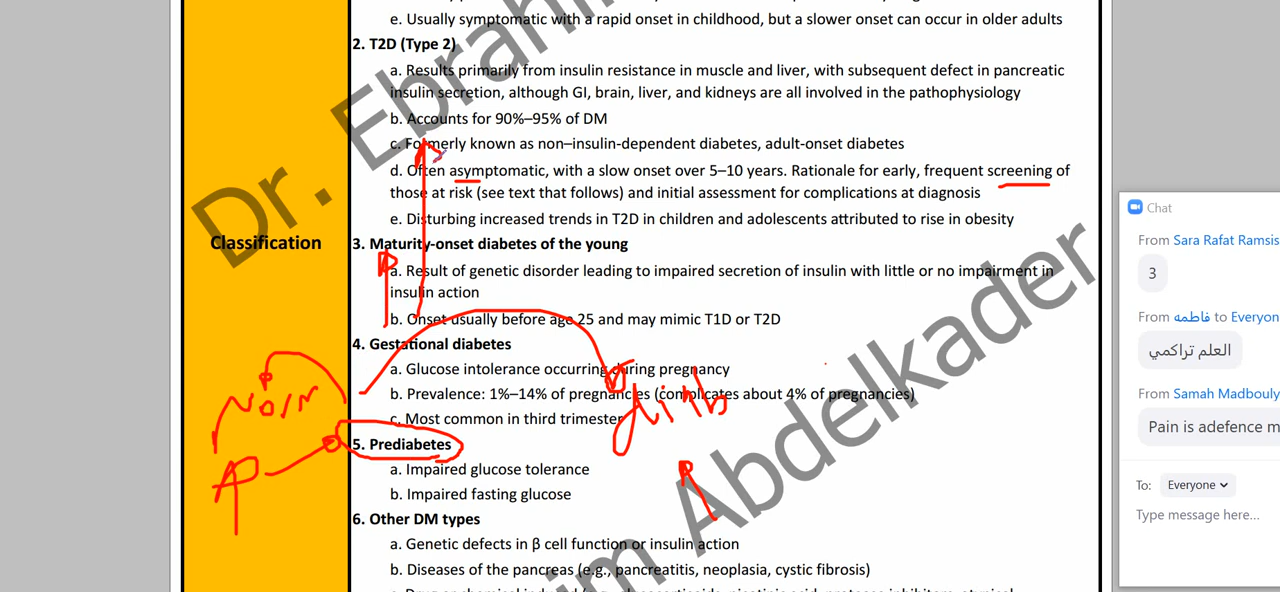 e. Usually symptomatic with a rapid onset in childhood, but a slower onset can occur in older adults
2. T2D (Type 2)
a. Results primarily from insulin resistance in muscle and liver, with subsequent defect in pancreatic
insulin secretion, although GI, brain, liver, and kidneys are all involved in the pathophysiology
b. Accounts for 90%–95% of DM
c. Formerly known as non–insulin-dependent diabetes, adult-onset diabetes
d. Often asymptomatic, with a slow onset over 5–10 years. Rationale for early, frequent screening of
those at risk (see text that follows) and initial assessment for complications at diagnosis
e. Disturbing increased trends in T2D in children and adolescents attributed to rise in obesity
Classification
3. Maturity-onset diabetes of the young
a. Result of genetic disorder leading to impaired secretion of insulin with little or no impairment in
insulin action
b. Onset usually before age 25 and may mimic T1D or T2D
4. Gestational diabetes
a. Glucose intolerance occurring during pregnancy
b. Prevalence: 1%–14% of pregnancies (complicates about 4% of pregnancies)
c. Most common in third trimester
5. Prediabetes
a. Impaired glucose tolerance
b. Impaired fasting glucose
6. Other DM types
a. Genetic defects in β cell function or insulin action
b. Diseases of the pancreas (e.g., pancreatitis, neoplasia, cystic fibrosis)
Dr. Ebrah
im Abdelkader
Chat
From Sara Rafat Ramsis
3
From فاطمه to Everyon
العلم تراكمي
From Samah Madbouly
Pain is adefence m
To: Everyone
Type message here...